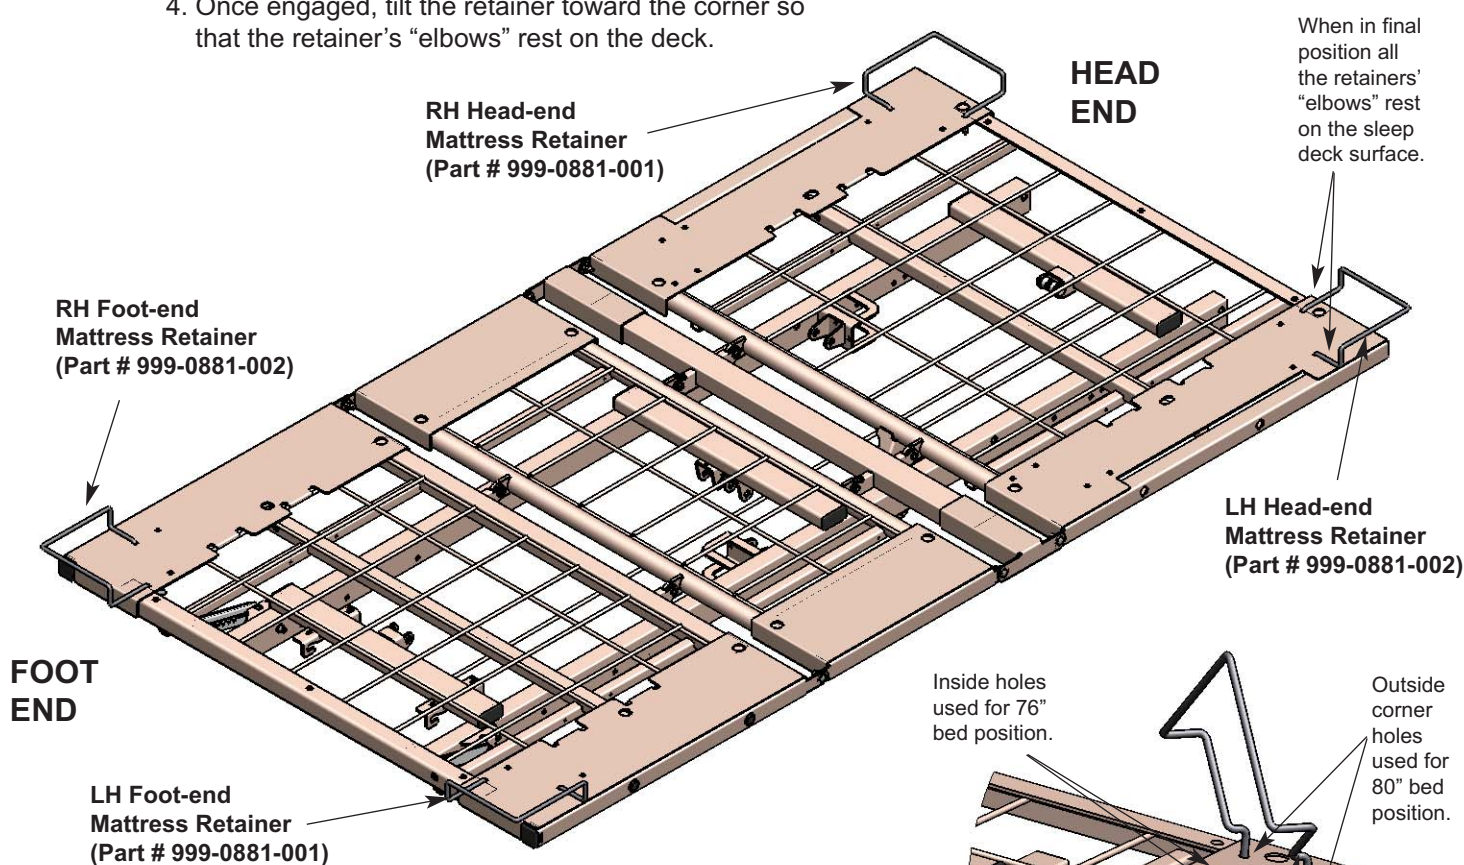 4. Once engaged, tilt the retainer toward the corner so
that the retainer’s “elbows” rest on the deck.
When in final
position all
the retainers’
“elbows” rest
on the sleep
deck surface.
HEAD
END
RH Head-end
Mattress Retainer
(Part # 999-0881-001)
RH Foot-end
Mattress Retainer
(Part # 999-0881-002)
LH Head-end
Mattress Retainer
(Part # 999-0881-002)
FOOT
END
Inside holes
used for 76”
bed position.
Outside
corner
holes
used for
80” bed
position.
LH Foot-end
Mattress Retainer
(Part # 999-0881-001)